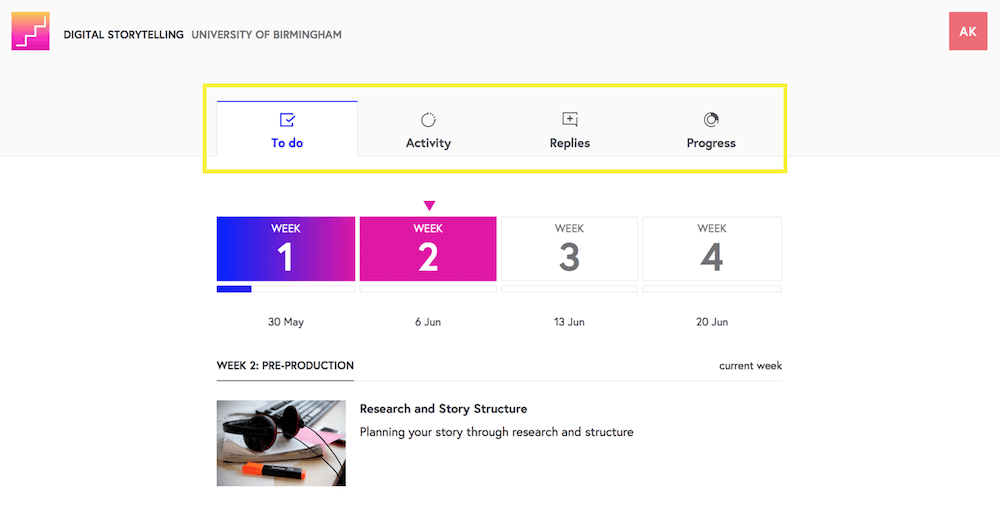 DIGITAL STORYTELLING UNIVERSITY OF BIRMINGHAM
AK
To do Activity Replies Progress
WEEK WEEK WEEK WEEK
1 2 3 4
30 May 6 Jun 13 Jun 20 Jun
WEEK 2: PRE-PRODUCTION current week
Research and Story Structure
Planning your story through research and structure